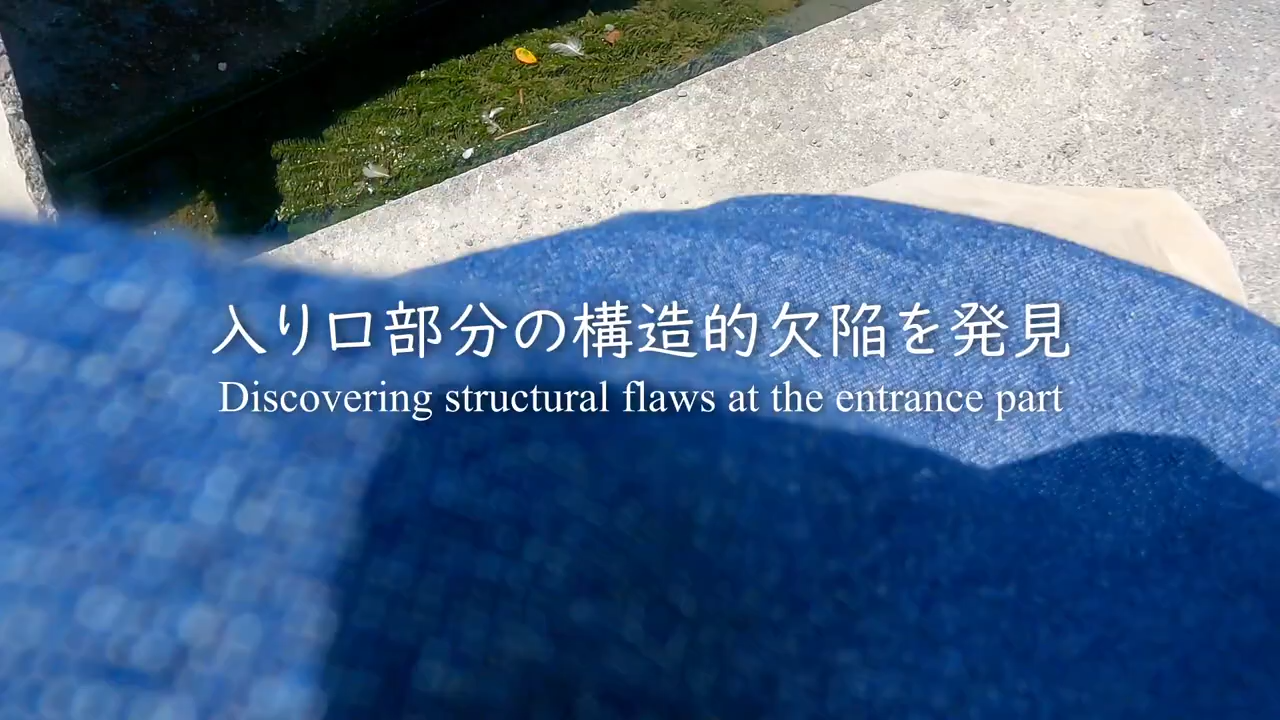 入り口部分の構造的欠陥を発見
Discovering structural flaws at the entrance part